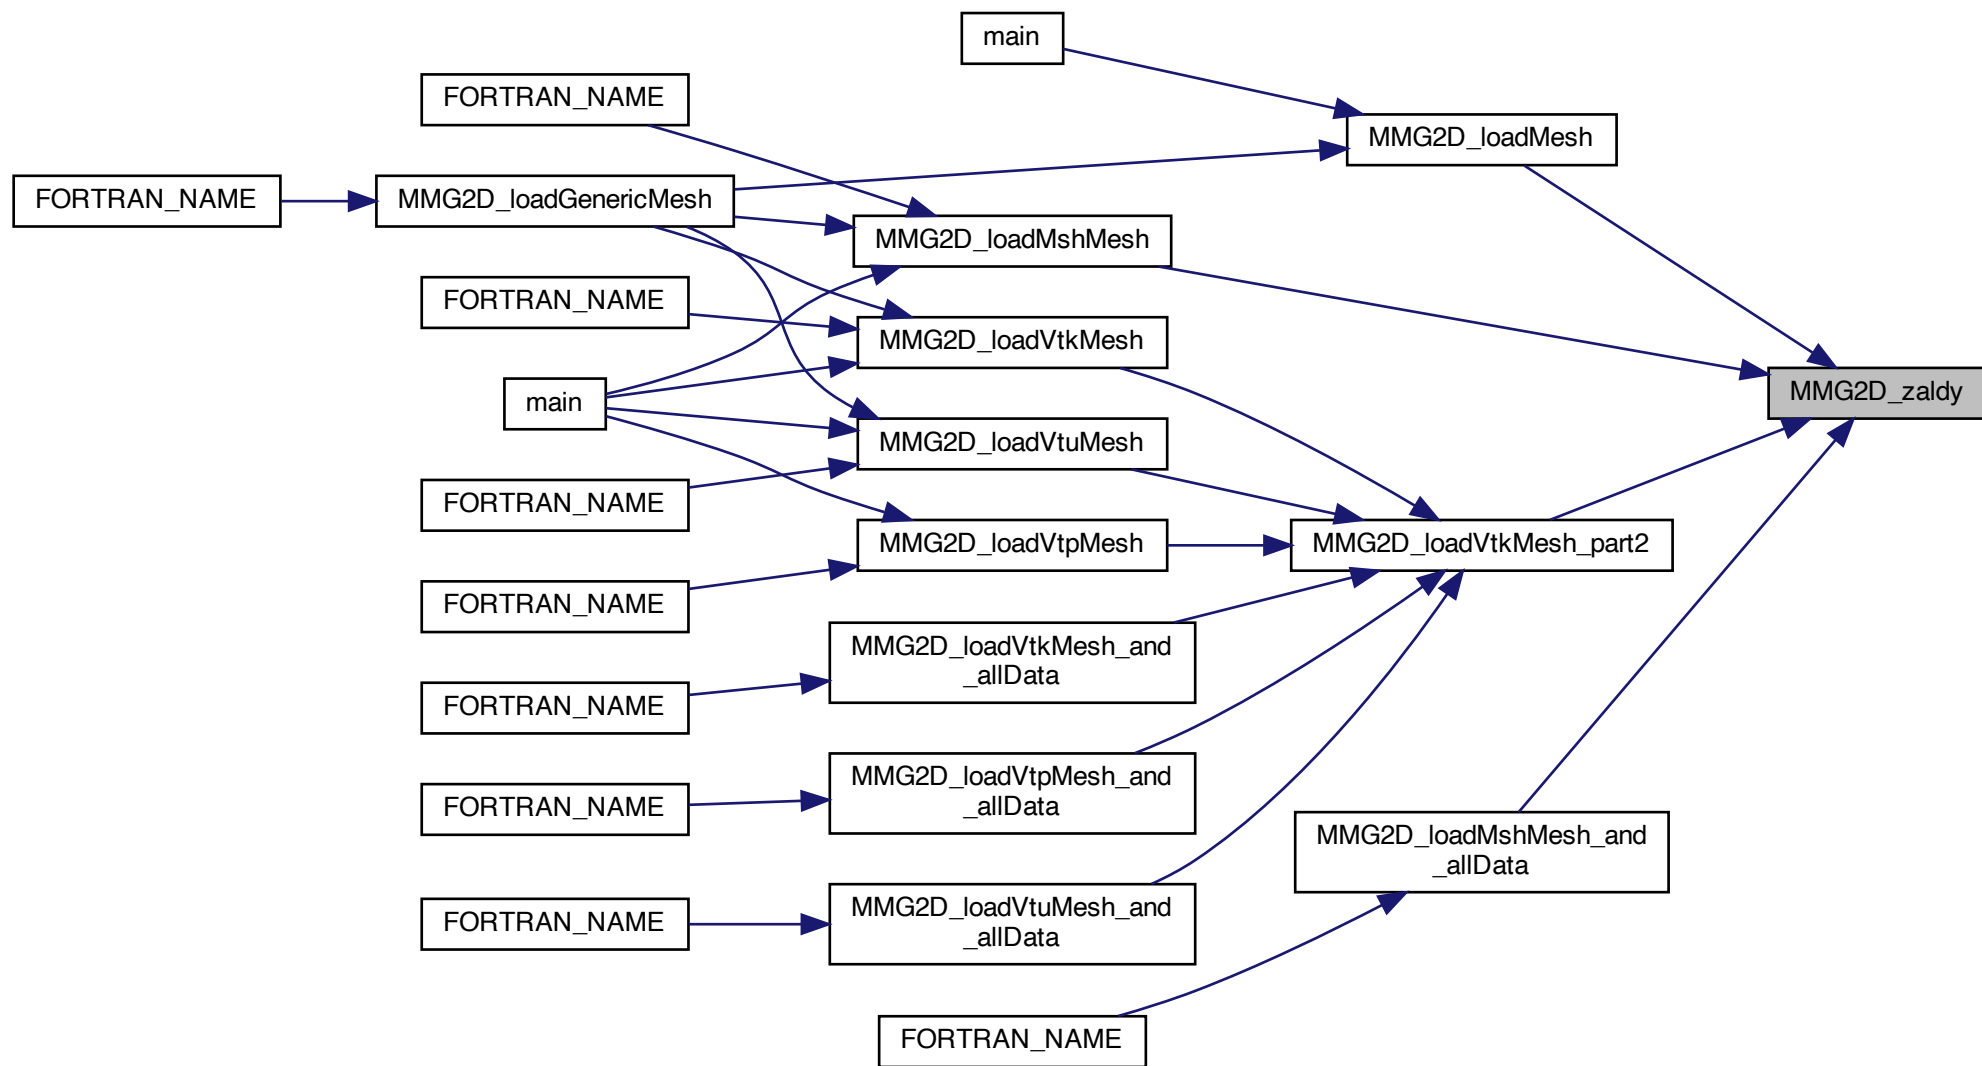 main
FORTRAN_NAME
MMG2D_loadMesh
FORTRAN_NAME
MMG2D_loadGenericMesh
MMG2D_loadMshMesh
FORTRAN_NAME
MMG2D_loadVtkMesh
MMG2D_zaldy
main
MMG2D_loadVtuMesh
FORTRAN_NAME
MMG2D_loadVtpMesh
MMG2D_loadVtkMesh_part2
FORTRAN_NAME
MMG2D_loadVtkMesh_and
_allData
FORTRAN_NAME
MMG2D_loadVtpMesh_and
_allData
FORTRAN_NAME
MMG2D_loadMshMesh_and
_allData
MMG2D_loadVtuMesh_and
_allData
FORTRAN_NAME
FORTRAN_NAME